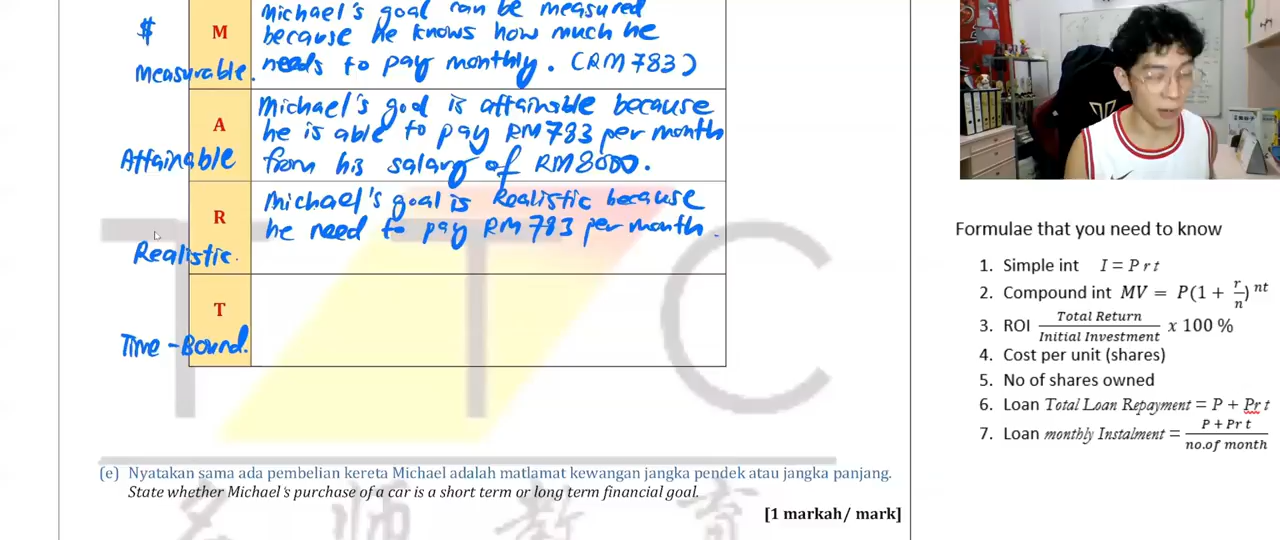 Michael's goal can be measured
because he knows how much he
needs to pay monthly. (RM783)
$
M
Measurable.
Michael's goal is attainable because
he is able to pay RM783 per month
from his salary of RM8000.
A
Attainable
Michael's goal is Realistic because
he need to pay RM783 per month.
R
Realistic.
T
Time-Bound.
TTC
(e) Nyatakan sama ada pembelian kereta Michael adalah matlamat kewangan jangka pendek atau jangka panjang.
State whether Michael's purchase of a car is a short term or long term financial goal.
[1 markah/ mark]
名师教育
Formulae that you need to know
1. Simple int I = P r t
2. Compound int MV = P(1 + r/n)^nt
3. ROI Total Return/Initial Investment x 100 %
4. Cost per unit (shares)
5. No of shares owned
6. Loan Total Loan Repayment = P + Pr t
7. Loan monthly Instalment = P + Pr t/no.of month